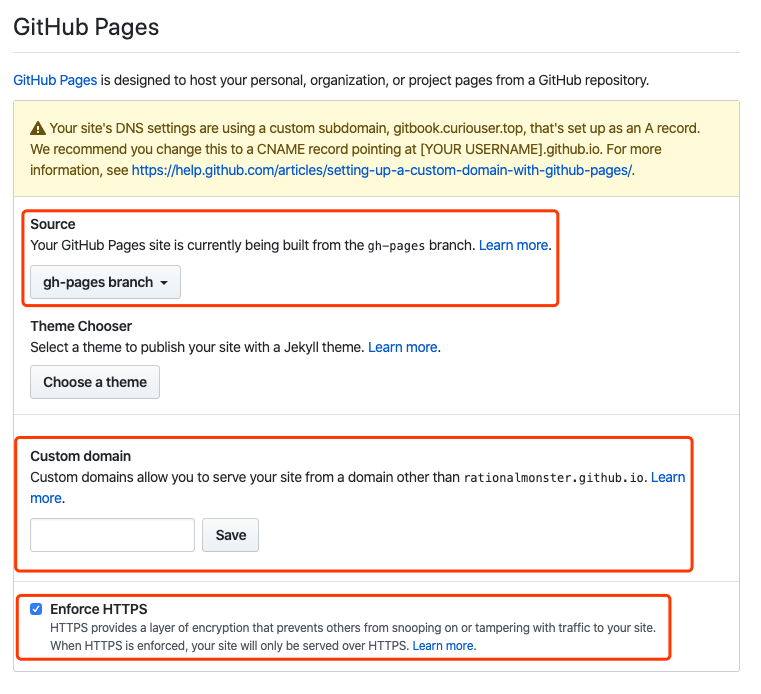 GitHub Pages
GitHub Pages is designed to host your personal, organization, or project pages from a GitHub repository.
Your site's DNS settings are using a custom subdomain, gitbook.curiouser.top, that's set up as an A record.
We recommend you change this to a CNAME record pointing at [YOUR USERNAME].github.io. For more
information, see https://help.github.com/articles/setting-up-a-custom-domain-with-github-pages/.
Source
Your GitHub Pages site is currently being built from the gh-pages branch. Learn more.
gh-pages branch
Theme Chooser
Select a theme to publish your site with a Jekyll theme. Learn more.
Choose a theme
Custom domain
Custom domains allow you to serve your site from a domain other than rationalmonster.github.io. Learn
more.
Save
Enforce HTTPS
HTTPS provides a layer of encryption that prevents others from snooping on or tampering with traffic to your site.
When HTTPS is enforced, your site will only be served over HTTPS. Learn more.